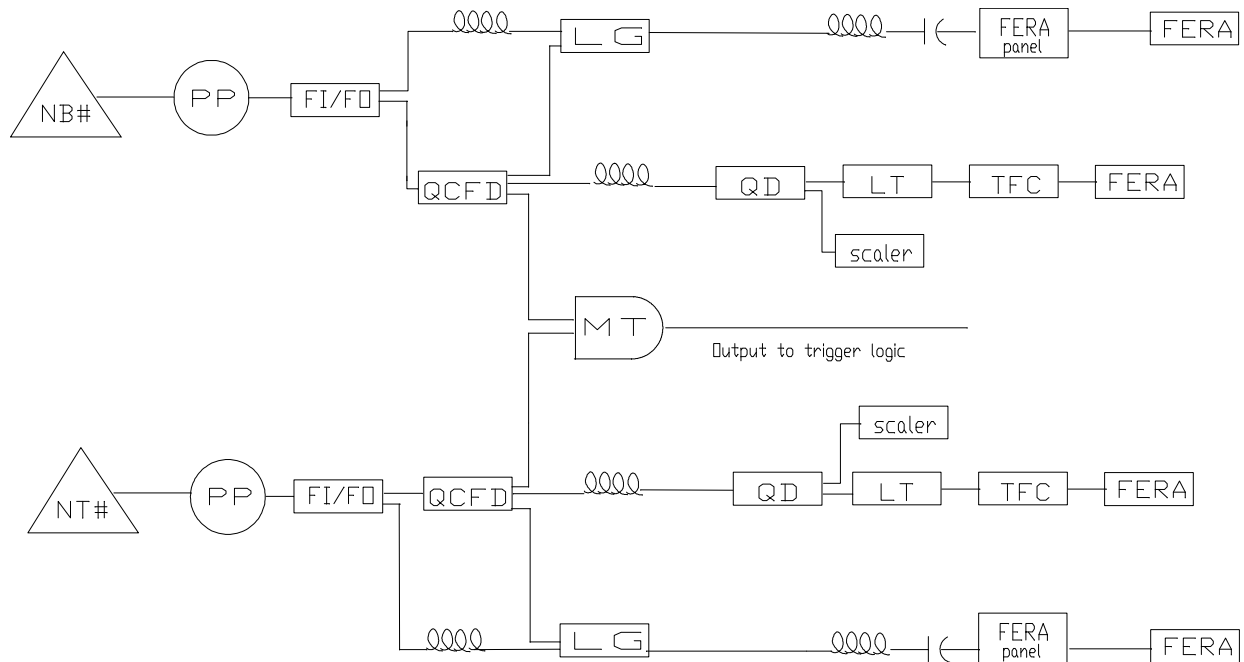 LG
FERA
panel
FERA
NB#
PP
FI/FO
QCFD
QD
LT
TFC
FERA
scaler
MT
Output to trigger logic
scaler
NT#
PP
FI/FO
QCFD
QD
LT
TFC
FERA
LG
FERA
panel
FERA